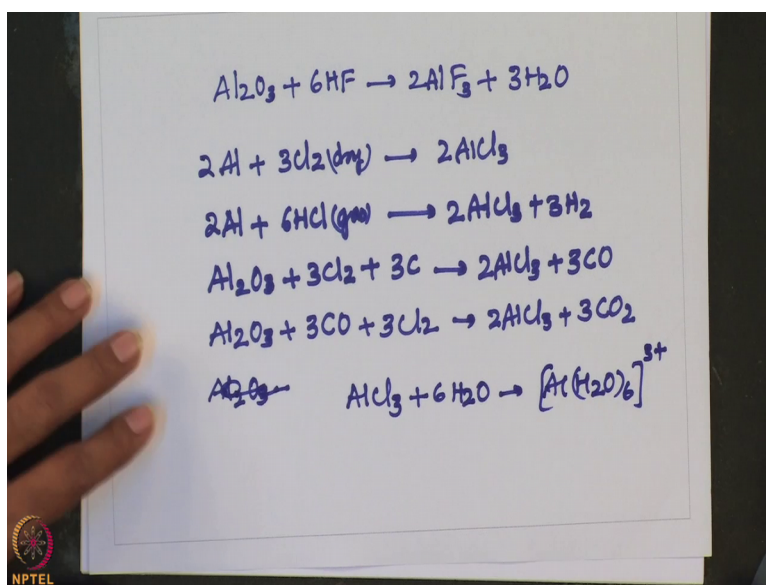 Al2O3 + 6HF → 2AlF3 + 3H2O
2Al + 3Cl2 (dry) → 2AlCl3
2Al + 6HCl (gas) → 2AlCl3 + 3H2
Al2O3 + 3Cl2 + 3C → 2AlCl3 + 3CO
Al2O3 + 3CO + 3Cl2 → 2AlCl3 + 3CO2
Al2O3 AlCl3 + 6H2O → [Al(H2O)6]3+
NPTEL